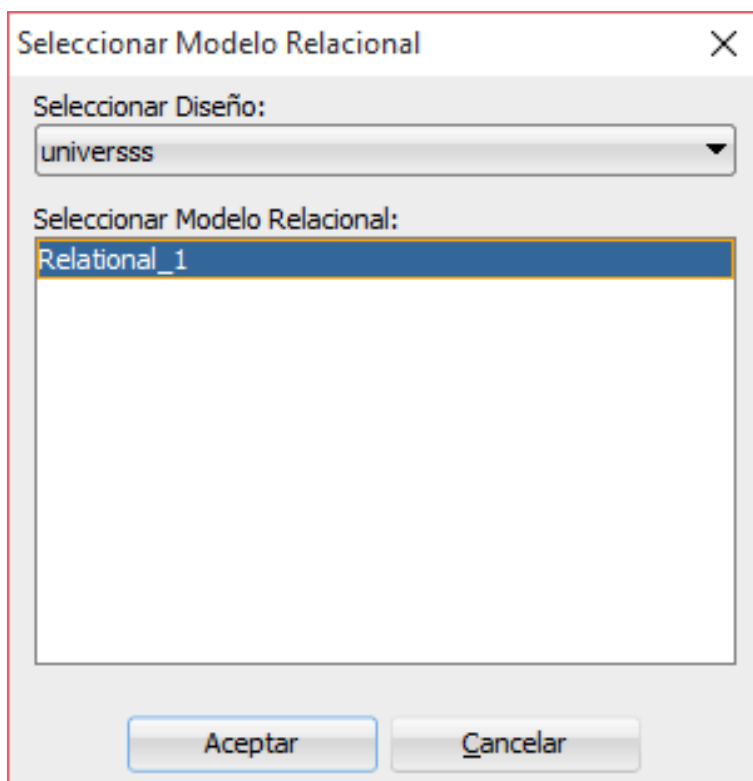 Seleccionar Modelo Relacional
Seleccionar Diseño:
universss
Seleccionar Modelo Relacional:
Relational_1
Aceptar
Cancelar